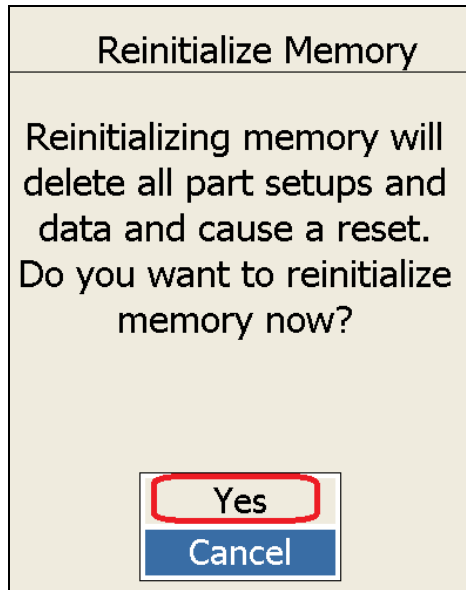 Reinitialize Memory
Reinitializing memory will
delete all part setups and
data and cause a reset.
Do you want to reinitialize
memory now?
Yes
Cancel